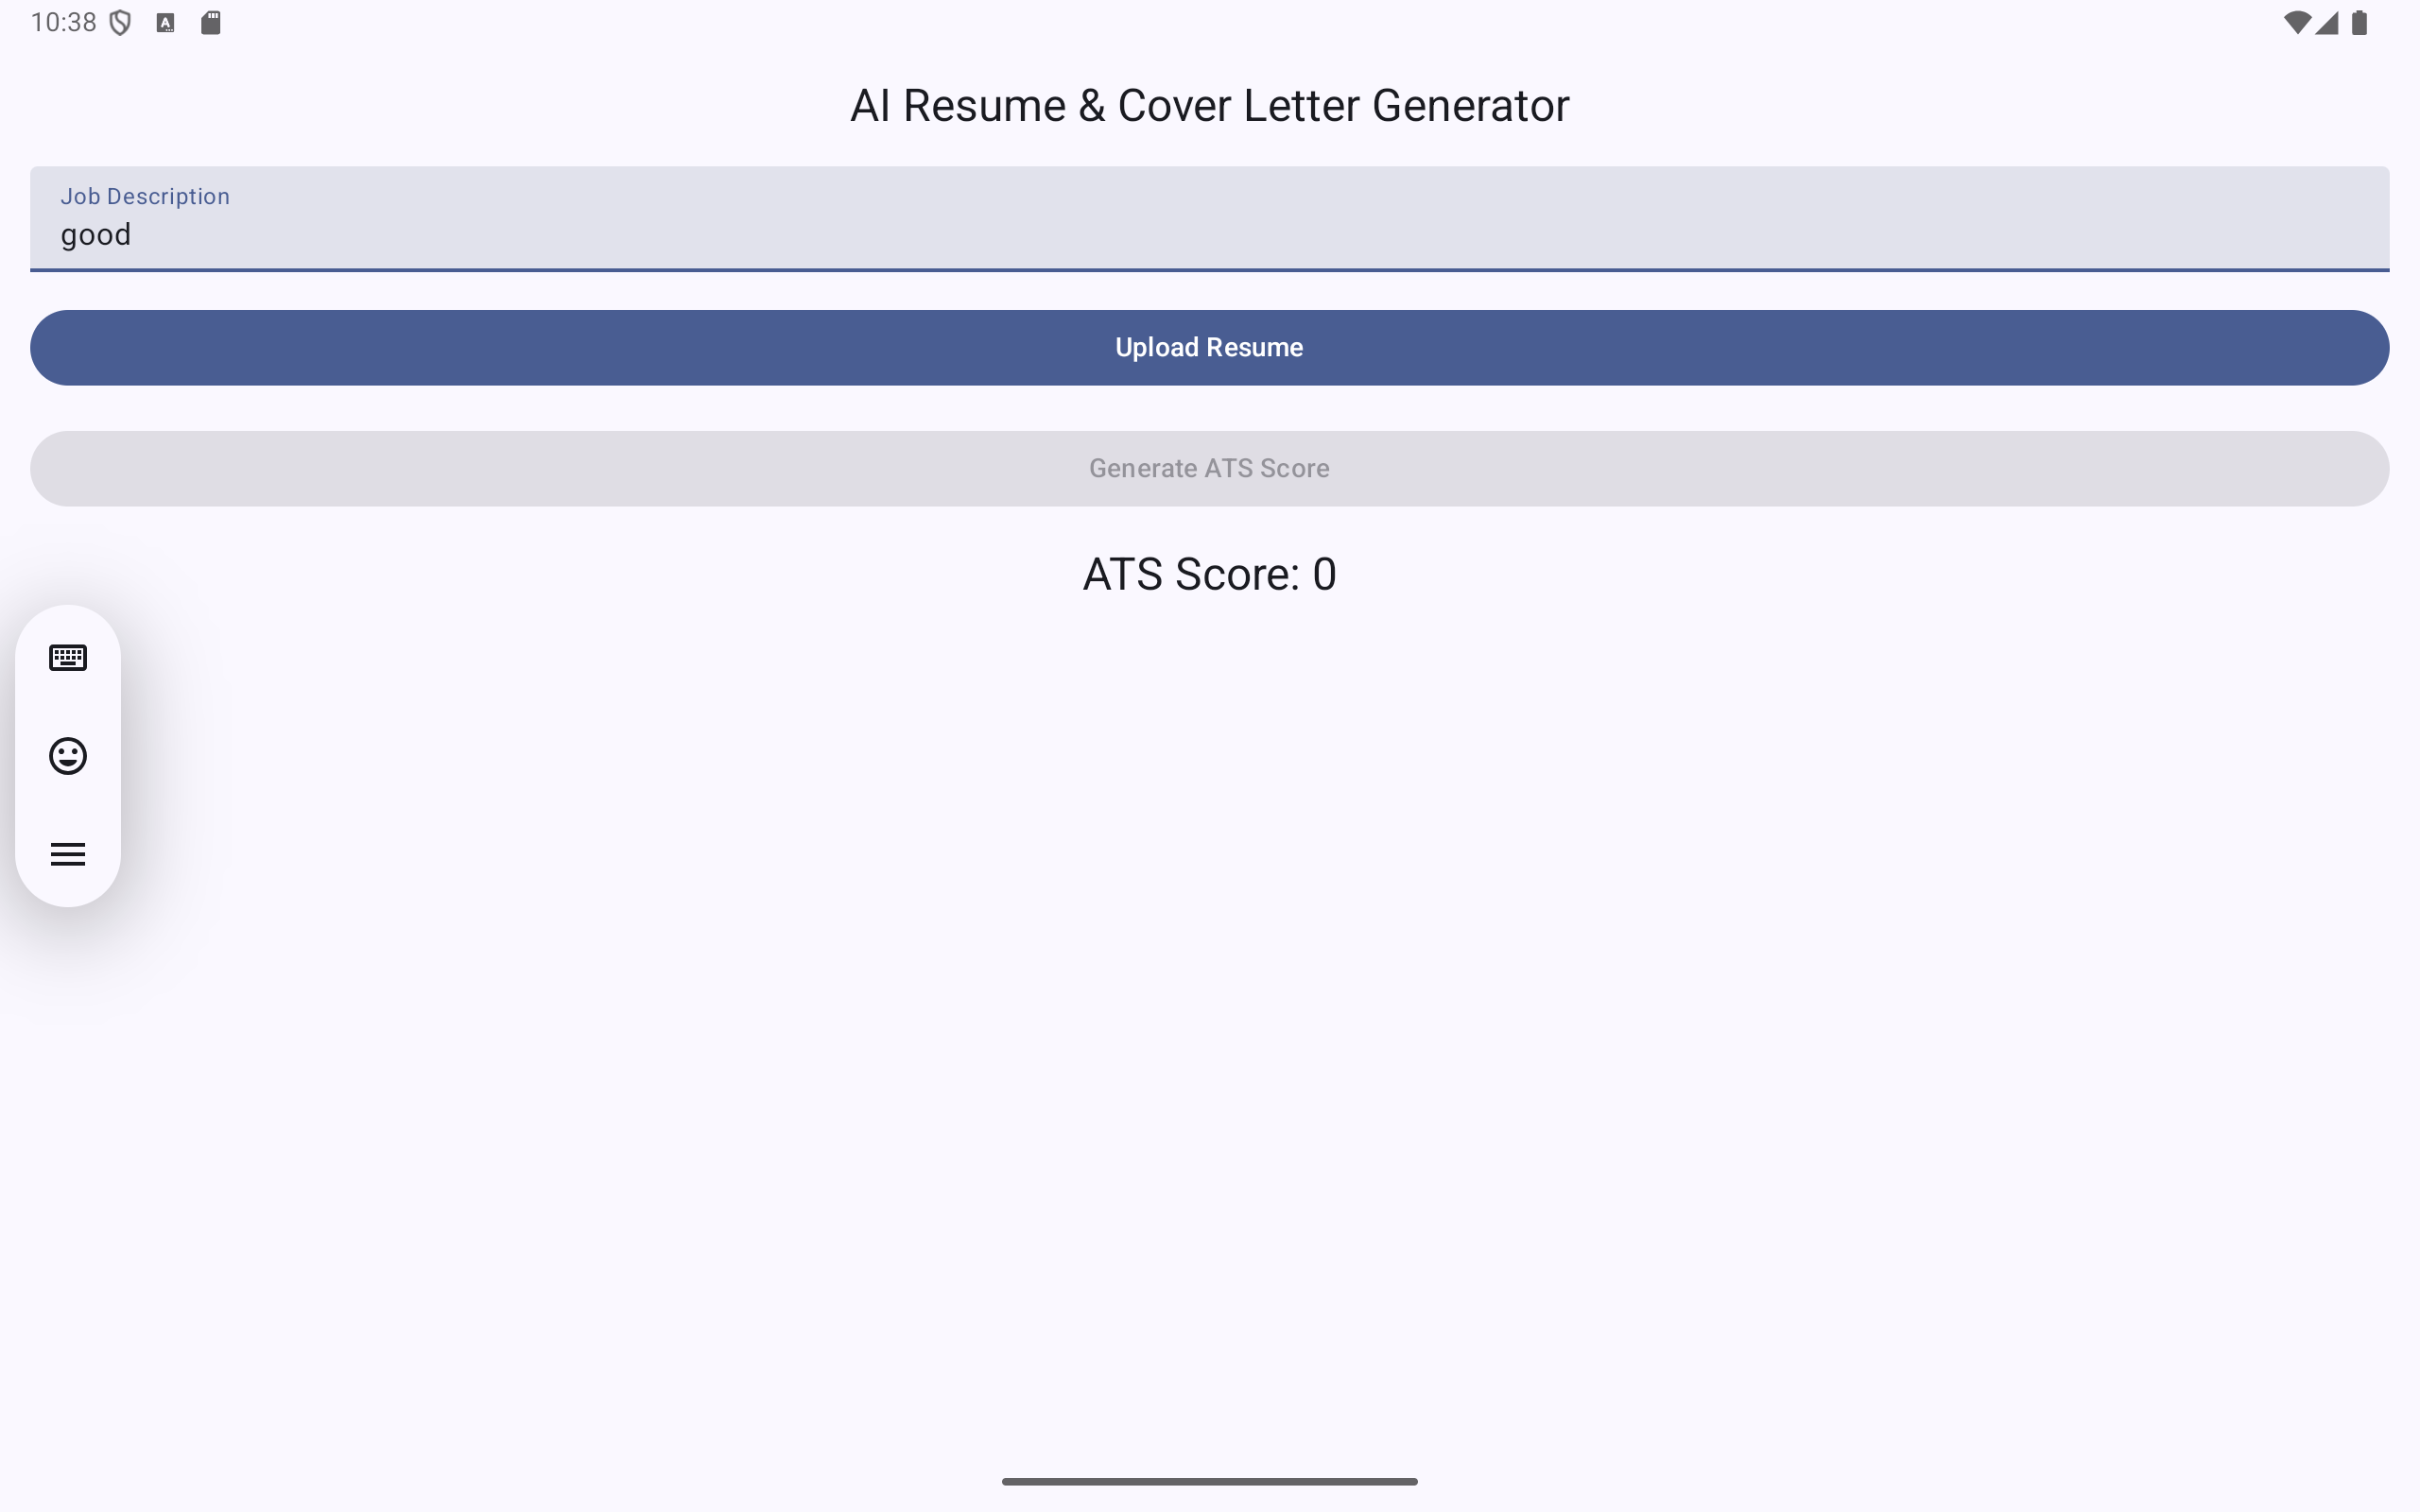 10:38
AI Resume & Cover Letter Generator
Job Description
good
Upload Resume
Generate ATS Score
ATS Score: 0